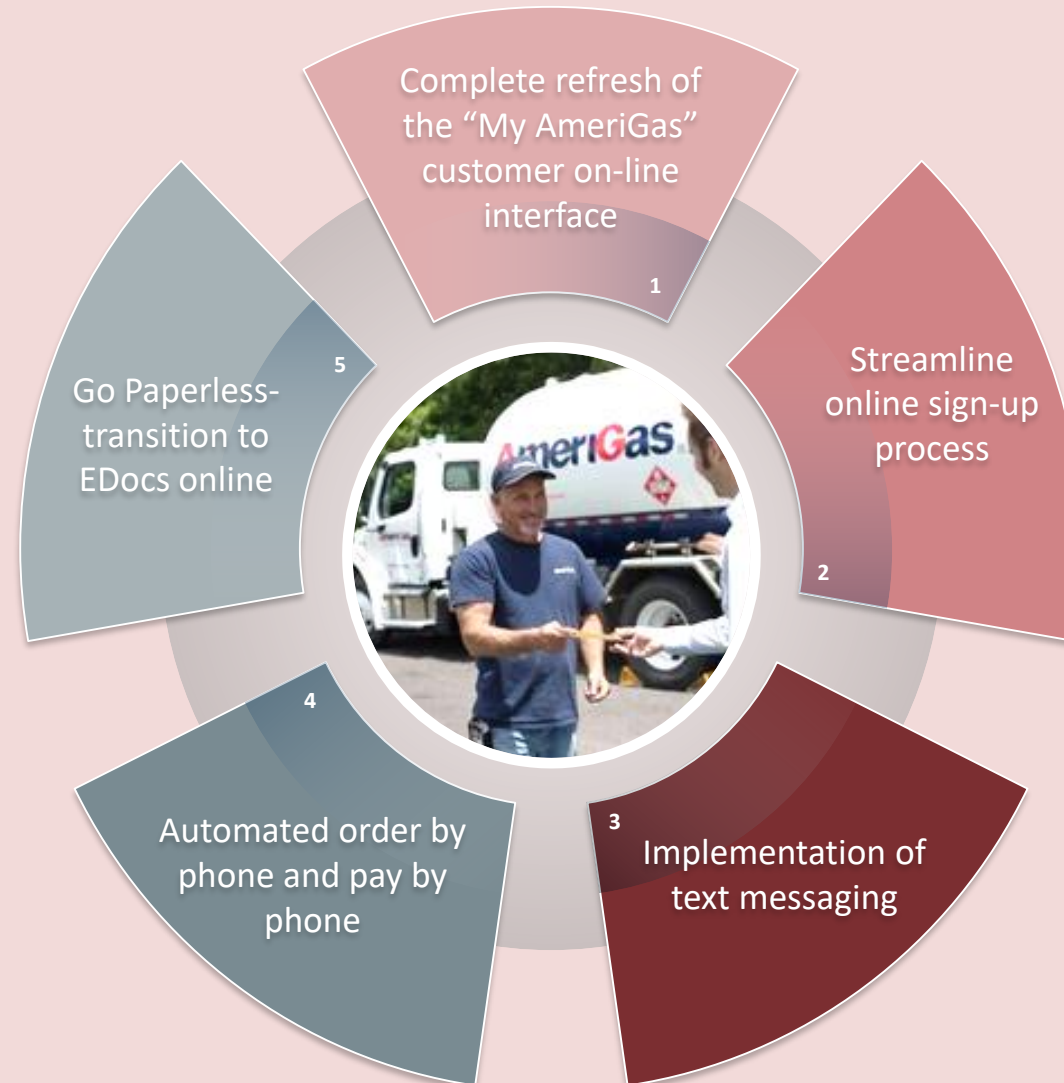 Complete refresh of
the “My AmeriGas”
customer on-line
interface
1
Streamline
online sign-up
process
2
3
Implementation of
text messaging
4
Automated order by
phone and pay by
phone
5
Go Paperless-
transition to
EDocs online
AmeriGas